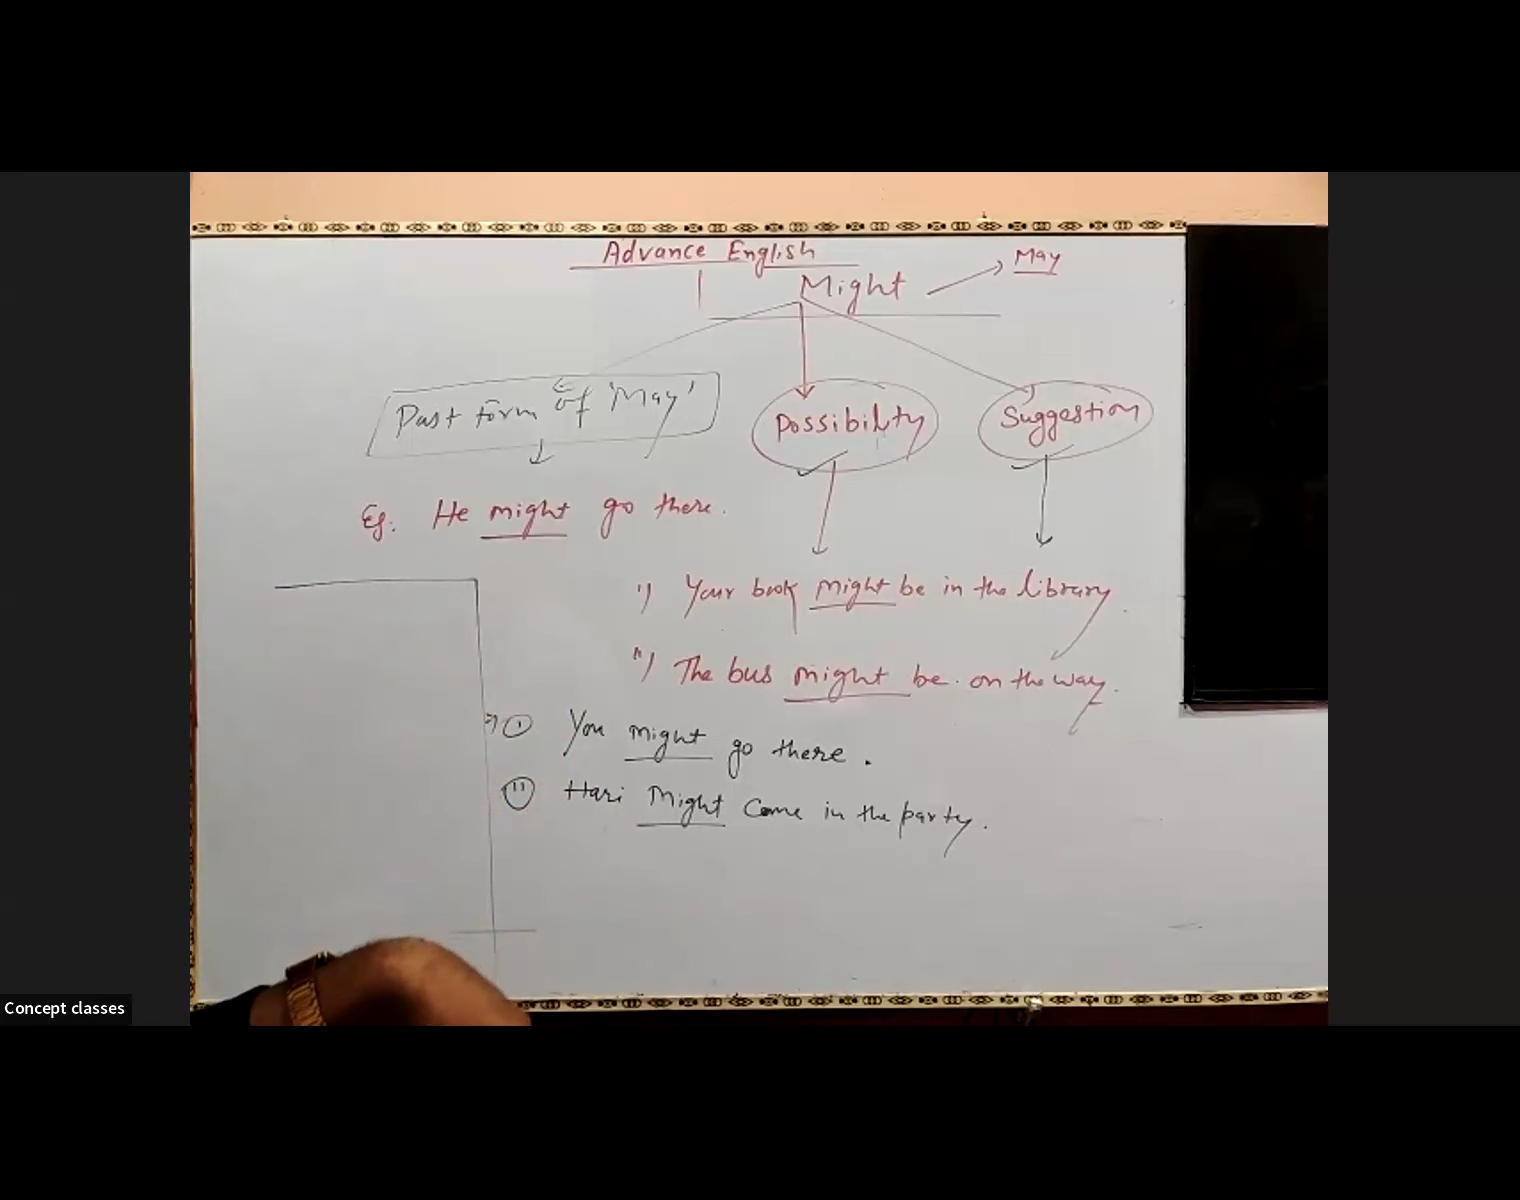 Advance English
Might
May
Past form of 'May'
Possibility
Suggestion
Eg. He might go there.
i) Your book might be in the library.
ii) The bus might be on the way.
⇒ (i) You might go there.
(ii) Hari Might Come in the party.
Concept classes